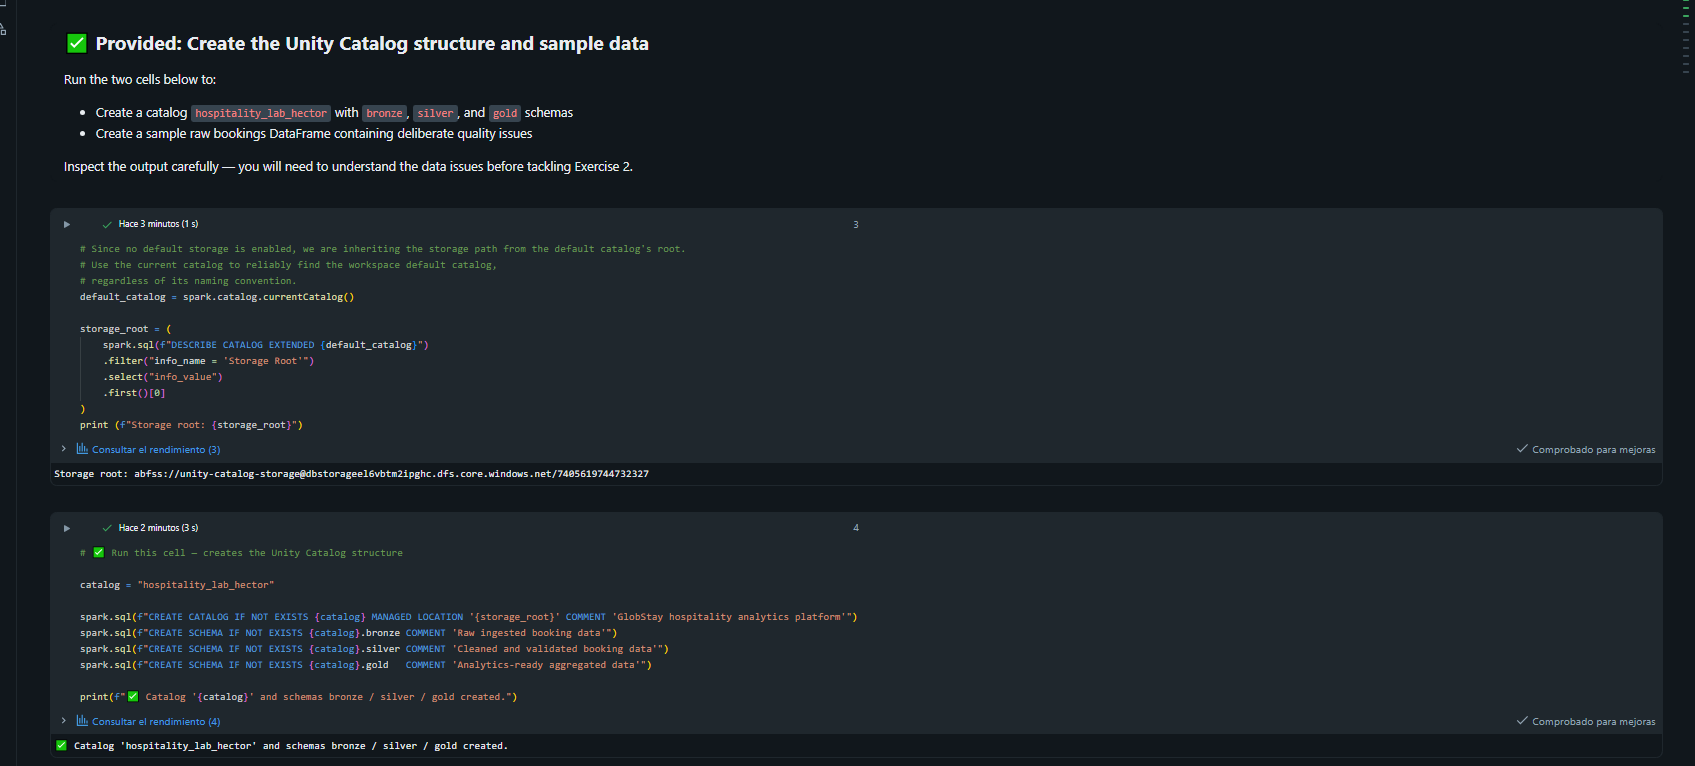 ✅ Provided: Create the Unity Catalog structure and sample data
Run the two cells below to:
• Create a catalog hospitality_lab_hector with bronze, silver, and gold schemas
• Create a sample raw bookings DataFrame containing deliberate quality issues
Inspect the output carefully — you will need to understand the data issues before tackling Exercise 2.
Hace 3 minutos (1 s)
3
# Since no default storage is enabled, we are inheriting the storage path from the default catalog's root.
# Use the current catalog to reliably find the workspace default catalog,
# regardless of its naming convention.
default_catalog = spark.catalog.currentCatalog()
storage_root = (
    spark.sql(f"DESCRIBE CATALOG EXTENDED {default_catalog}")
    .filter("info_name = 'Storage Root'")
    .select("info_value")
    .first()[0]
)
print (f"Storage root: {storage_root}")
Consultar el rendimiento (3)
Comprobado para mejoras
Storage root: abfss://unity-catalog-storage@dbstorageel6vbtm2ipghc.dfs.core.windows.net/7405619744732327
Hace 2 minutos (3 s)
4
# ✅ Run this cell — creates the Unity Catalog structure
catalog = "hospitality_lab_hector"
spark.sql(f"CREATE CATALOG IF NOT EXISTS {catalog} MANAGED LOCATION '{storage_root}' COMMENT 'GlobStay hospitality analytics platform'")
spark.sql(f"CREATE SCHEMA IF NOT EXISTS {catalog}.bronze COMMENT 'Raw ingested booking data'")
spark.sql(f"CREATE SCHEMA IF NOT EXISTS {catalog}.silver COMMENT 'Cleaned and validated booking data'")
spark.sql(f"CREATE SCHEMA IF NOT EXISTS {catalog}.gold   COMMENT 'Analytics-ready aggregated data'")
print(f"✅ Catalog '{catalog}' and schemas bronze / silver / gold created.")
Consultar el rendimiento (4)
Comprobado para mejoras
✅ Catalog 'hospitality_lab_hector' and schemas bronze / silver / gold created.